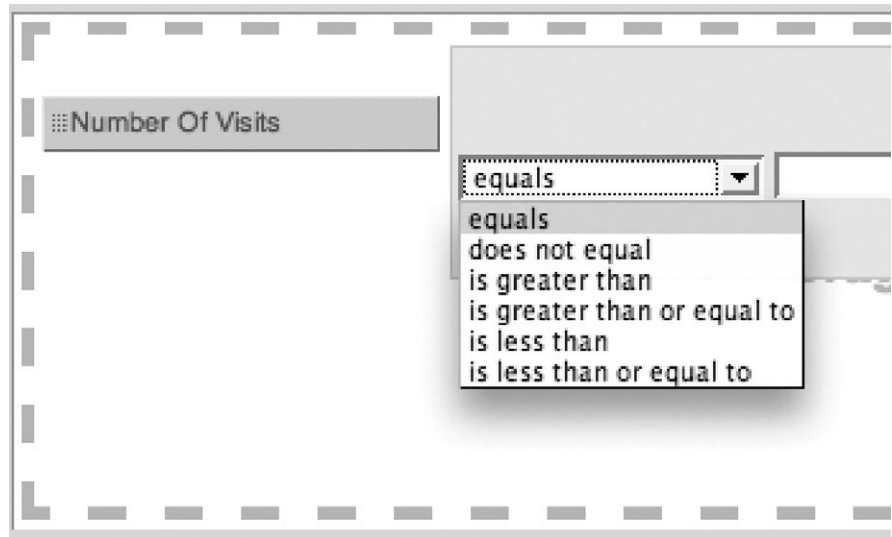 Number Of Visits
equals
equals
does not equal
is greater than
is greater than or equal to
is less than
is less than or equal to